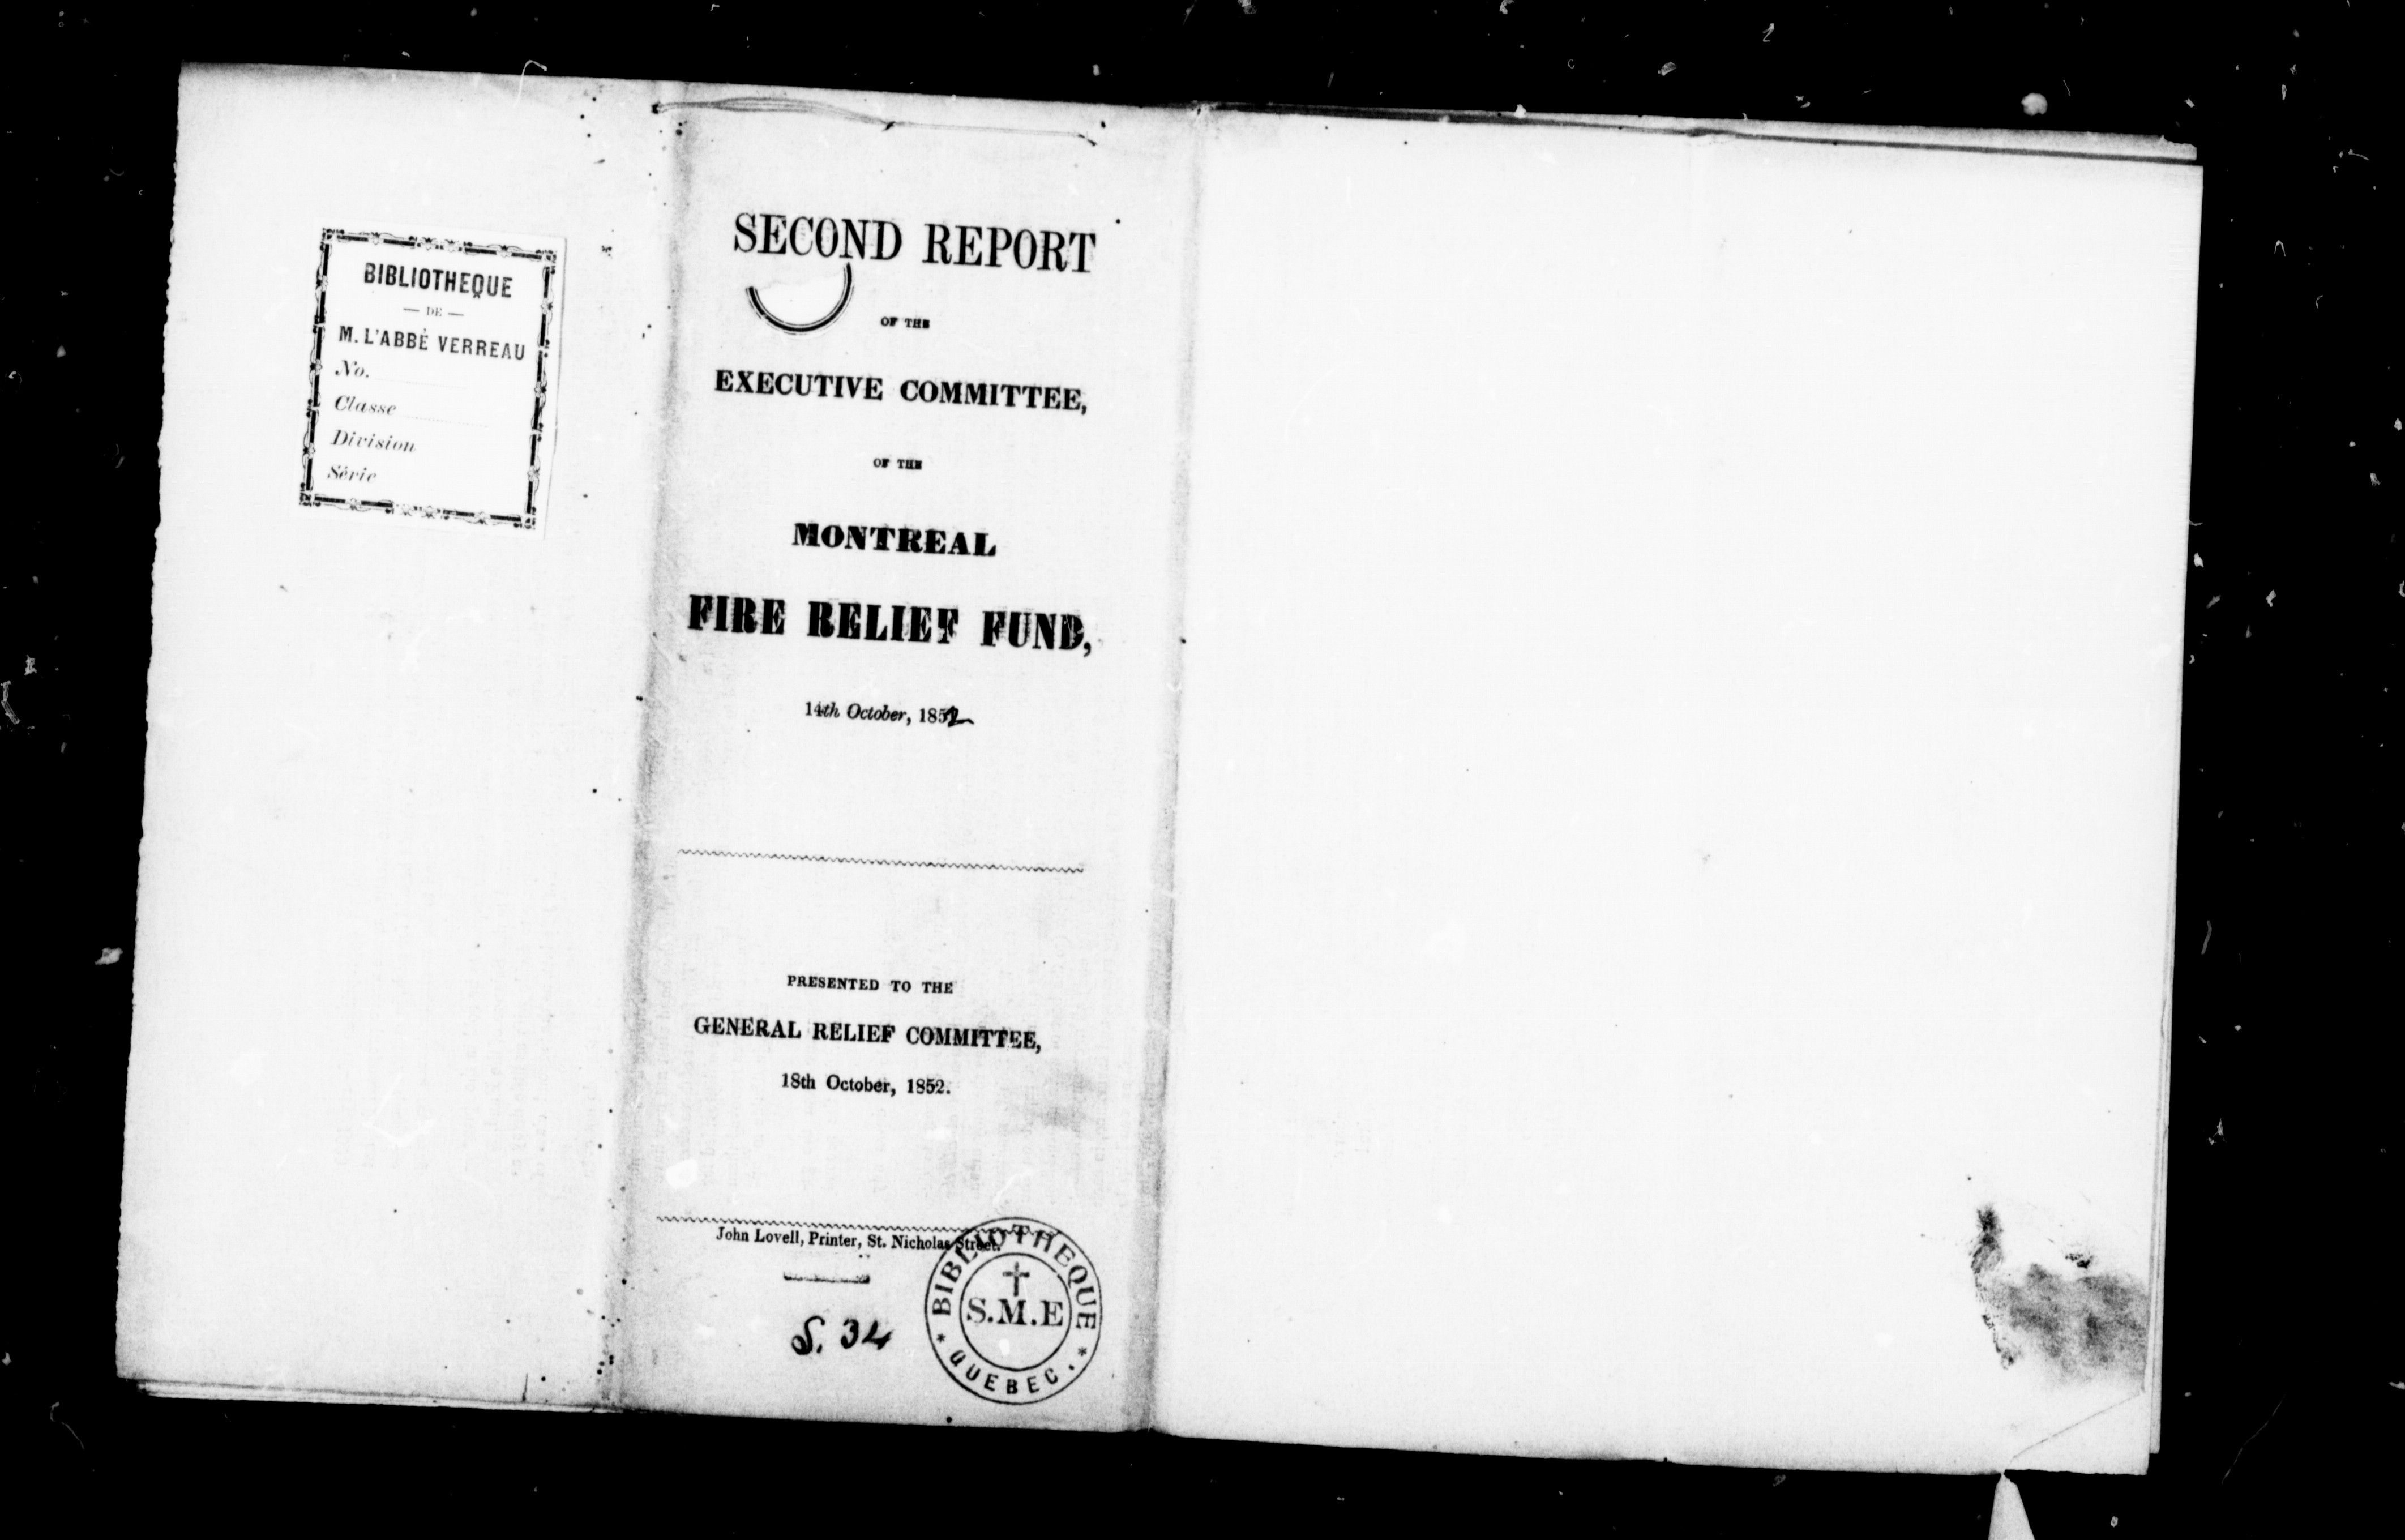 BIBLIOTHEQUE
— DE —
M. L'ABBÉ VERREAU
No.
Classe
Division
Série
SECOND REPORT
OF THE
EXECUTIVE COMMITTEE,
OF THE
MONTREAL
FIRE RELIEF FUND,
14th October, 1852
PRESENTED TO THE
GENERAL RELIEF COMMITTEE,
18th October, 1852.
John Lovell, Printer, St. Nicholas Street.
S. 34
BIBLIOTHEQUE
S.M.E
* QUEBEC. *